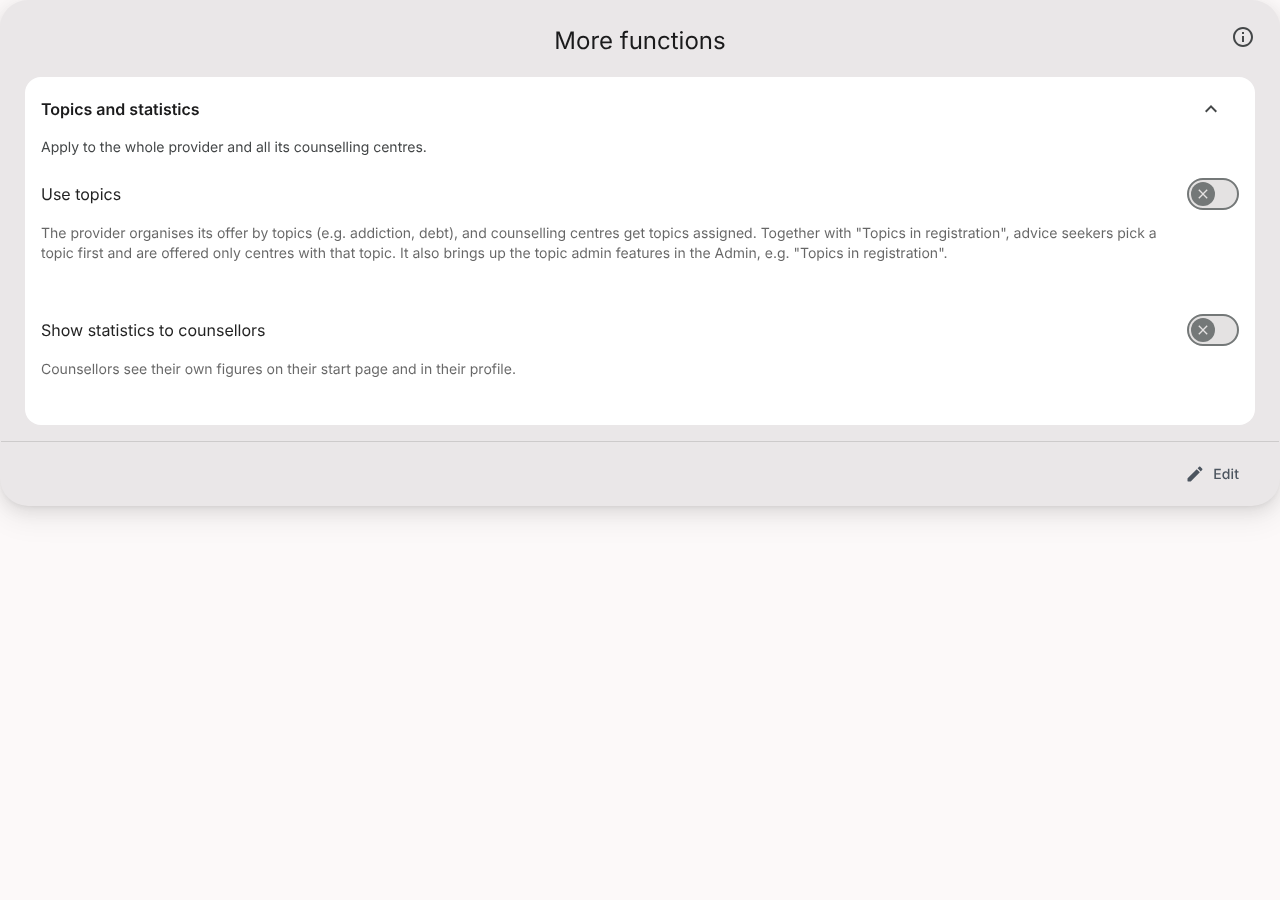 More functions
Topics and statistics
Apply to the whole provider and all its counselling centres.
Use topics
The provider organises its offer by topics (e.g. addiction, debt), and counselling centres get topics assigned. Together with "Topics in registration", advice seekers pick a
topic first and are offered only centres with that topic. It also brings up the topic admin features in the Admin, e.g. "Topics in registration".
Show statistics to counsellors
Counsellors see their own figures on their start page and in their profile.
Edit